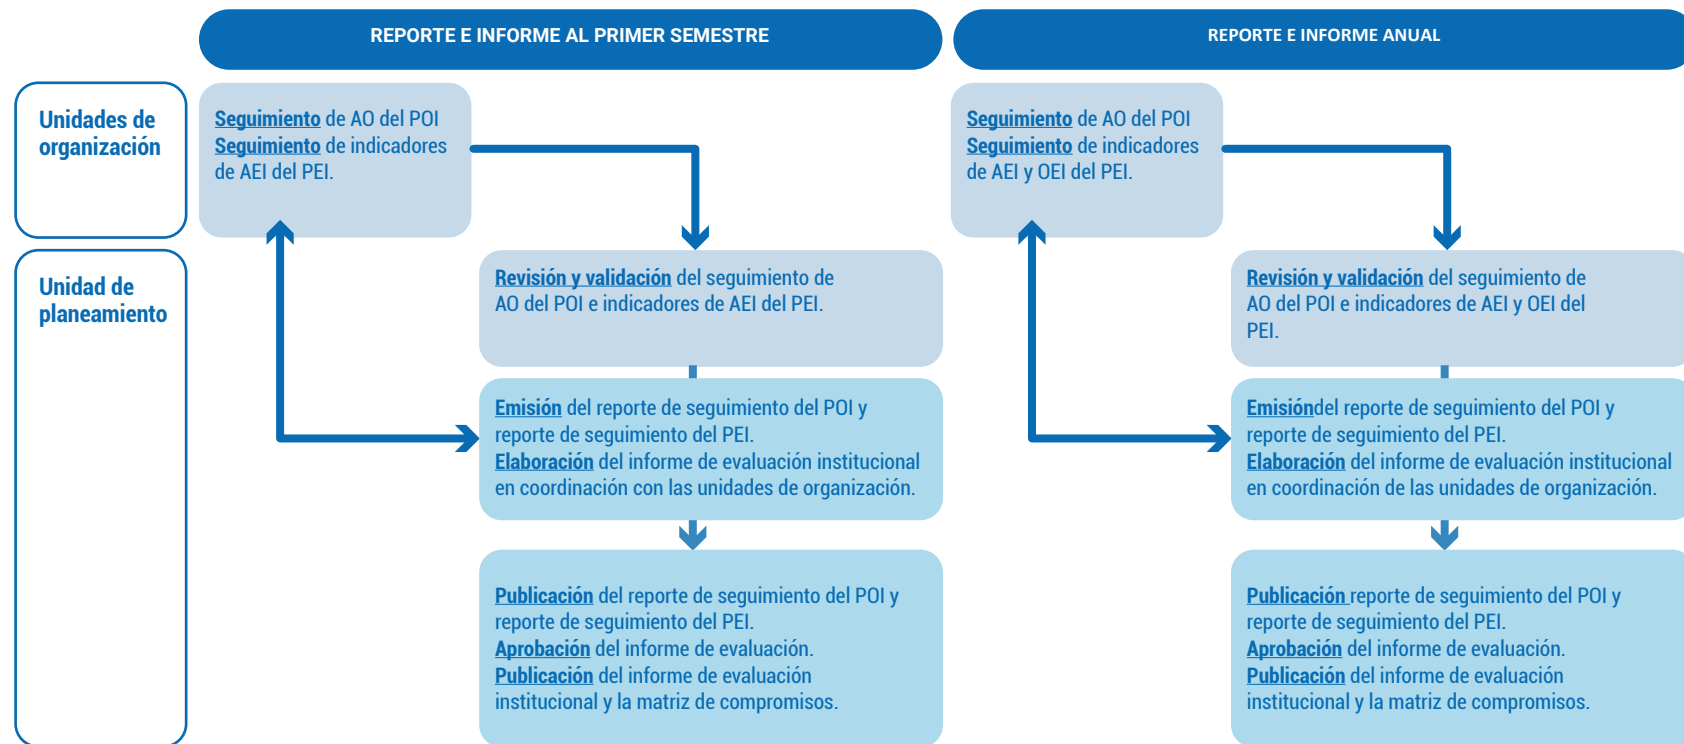 REPORTE E INFORME AL PRIMER SEMESTRE
REPORTE E INFORME ANUAL
Unidades de
organización
Seguimiento de AO del POI
Seguimiento de indicadores
de AEI del PEI.
Seguimiento de AO del POI
Seguimiento de indicadores
de AEI y OEI del PEI.
Unidad de
planeamiento
Revisión y validación del seguimiento de
AO del POI e indicadores de AEI del PEI.
Revisión y validación del seguimiento de
AO del POI e indicadores de AEI y OEI del
PEI.
Emisión del reporte de seguimiento del POI y
reporte de seguimiento del PEI.
Elaboración del informe de evaluación institucional
en coordinación con las unidades de organización.
Emisióndel reporte de seguimiento del POI y
reporte de seguimiento del PEI.
Elaboración del informe de evaluación institucional
en coordinación de las unidades de organización.
Publicación del reporte de seguimiento del POI y
reporte de seguimiento del PEI.
Aprobación del informe de evaluación.
Publicación del informe de evaluación
institucional y la matriz de compromisos.
Publicación reporte de seguimiento del POI y
reporte de seguimiento del PEI.
Aprobación del informe de evaluación.
Publicación del informe de evaluación
institucional y la matriz de compromisos.